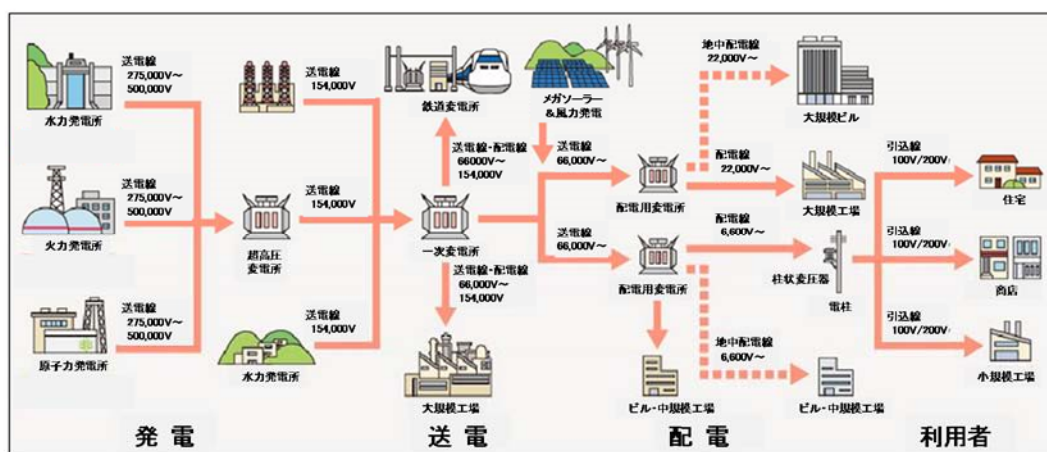 送電線
275,000V～
500,000V
水力発電所
送電線
275,000V～
500,000V
火力発電所
送電線
275,000V～
500,000V
原子力発電所
送電線
154,000V
超高圧
変電所
送電線
154,000V
送電線
154,000V
水力発電所
鉄道変電所
送電線・配電線
66000V～
154,000V
一次変電所
送電線・配電線
66,000V～
154,000V
大規模工場
メガソーラー
&風力発電
送電線
66,000V～
配電用変電所
送電線
66,000V～
配電用変電所
地中配電線
22,000V～
大規模ビル
配電線
22,000V～
大規模工場
配電線
6,600V～
柱状変圧器
電柱
ビル・中規模工場
地中配電線
6,600V～
ビル・中規模工場
引込線
100V/200V
住宅
引込線
100V/200V
商店
引込線
100V/200V
小規模工場
発電
送電
配電
利用者